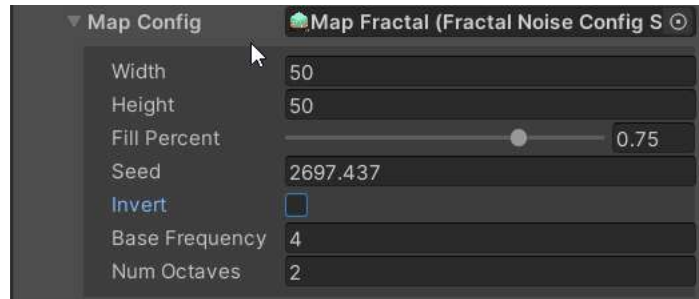 Map Config Map Fractal (Fractal Noise Config S
Width 50
Height 50
Fill Percent 0.75
Seed 2697.437
Invert
Base Frequency 4
Num Octaves 2